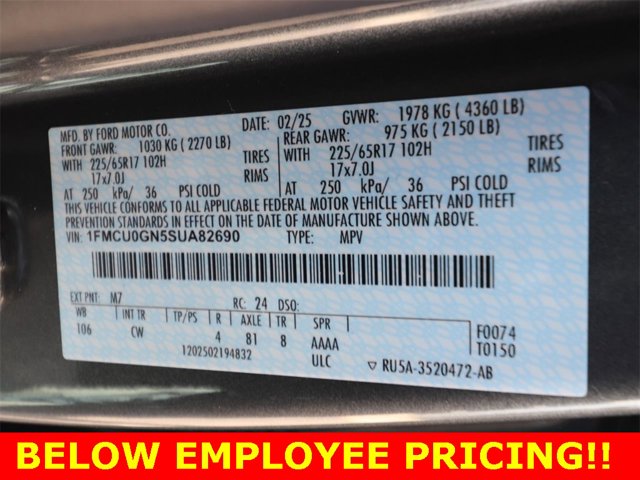 MFD. BY FORD MOTOR CO. DATE: 02/25 GVWR: 1978 KG ( 4360 LB)
FRONT GAWR: 1030 KG ( 2270 LB) REAR GAWR: 975 KG ( 2150 LB)
WITH 225/65R17 102H TIRES WITH 225/65R17 102H TIRES
17x7.0J RIMS 17x7.0J RIMS
AT 250 kPa/ 36 PSI COLD AT 250 kPa/ 36 PSI COLD
THIS VEHICLE CONFORMS TO ALL APPLICABLE FEDERAL MOTOR VEHICLE SAFETY AND THEFT
PREVENTION STANDARDS IN EFFECT ON THE DATE OF MANUFACTURE SHOWN ABOVE.
VIN: 1FMCU0GN5SUA82690 TYPE: MPV
EXT PNT: M7 RC: 24 DSO:
WB INT TR TP/PS R AXLE TR SPR F0074
106 CW 4 81 8 AAAA T0150
1202502194832 ULC ▽ RU5A-3520472-AB
BELOW EMPLOYEE PRICING!!